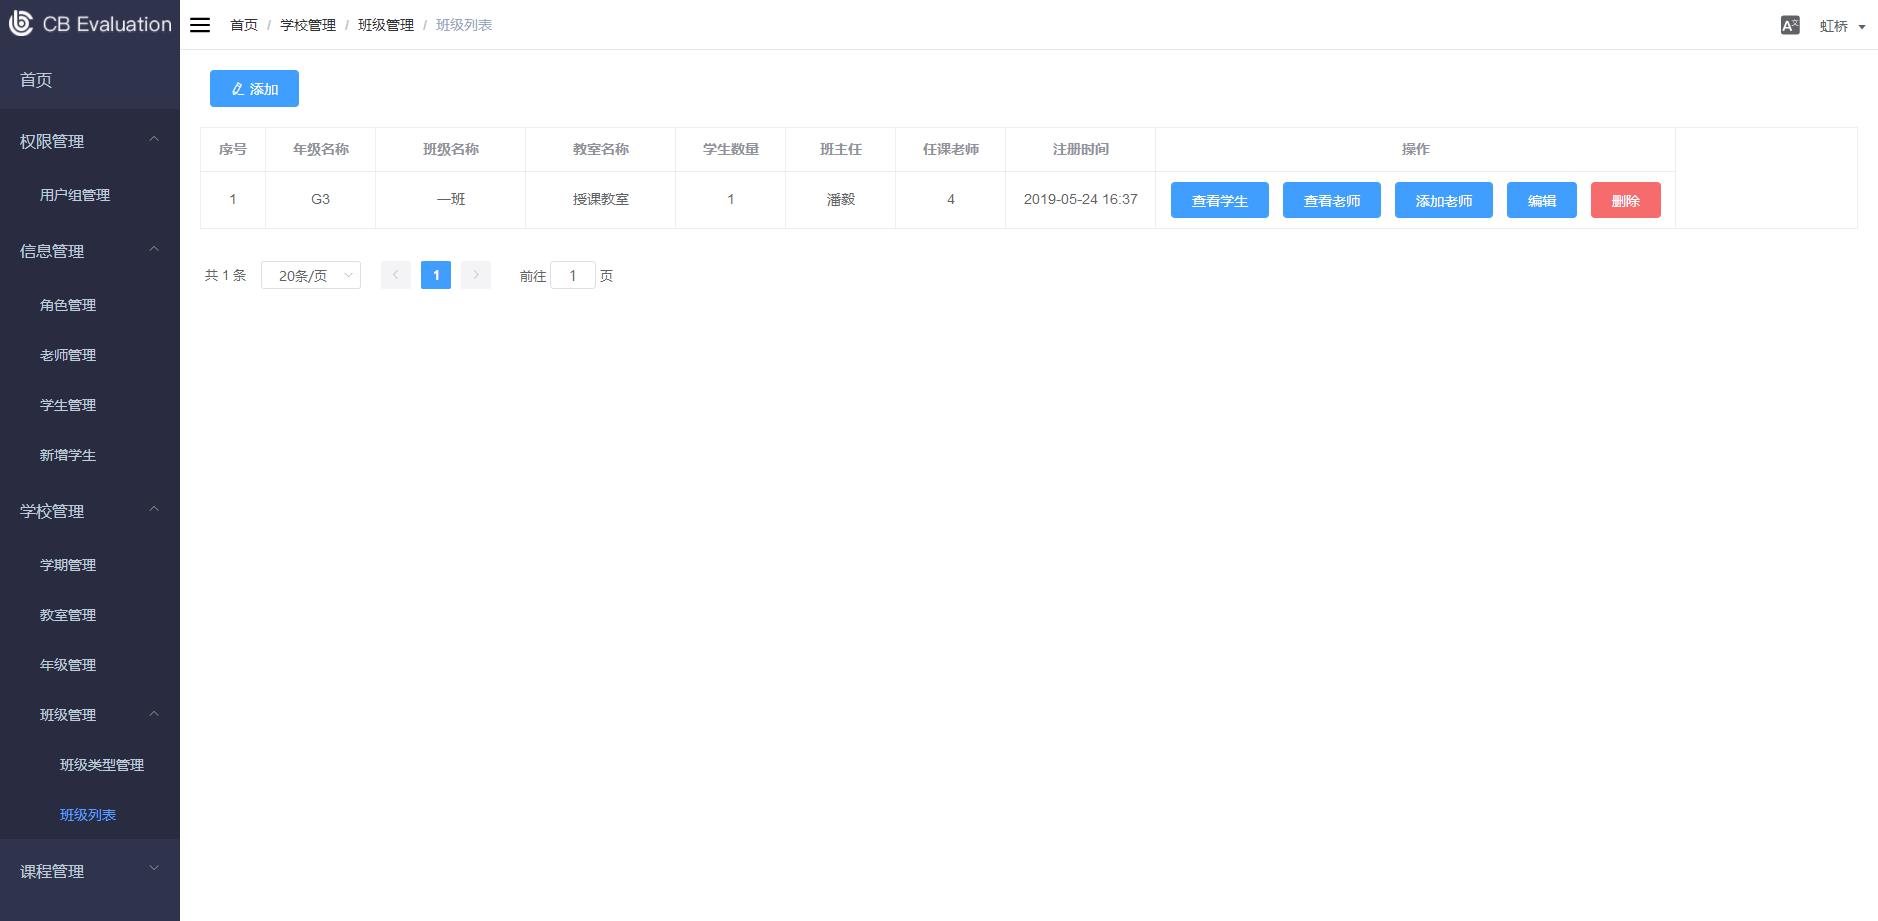 CB Evaluation
首页 / 学校管理 / 班级管理 / 班级列表
虹桥
首页
权限管理
用户组管理
信息管理
角色管理
老师管理
学生管理
新增学生
学校管理
学期管理
教室管理
年级管理
班级管理
班级类型管理
班级列表
课程管理
添加
序号 年级名称 班级名称 教室名称 学生数量 班主任 任课老师 注册时间 操作
1 G3 一班 授课教室 1 潘毅 4 2019-05-24 16:37 查看学生 查看老师 添加老师 编辑 删除
共 1 条 20条/页 1 前往 1 页